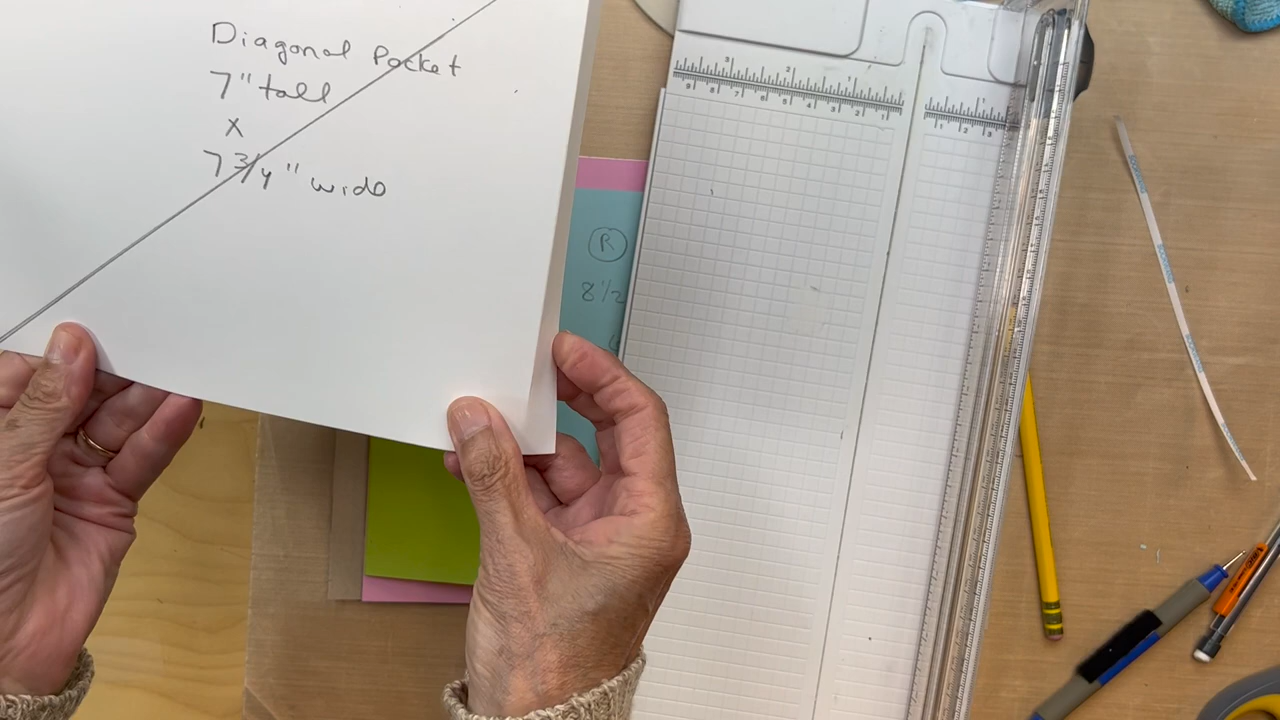 Diagonal Pocket
7" tall
x
7 3/4" wide
R
8 1/2